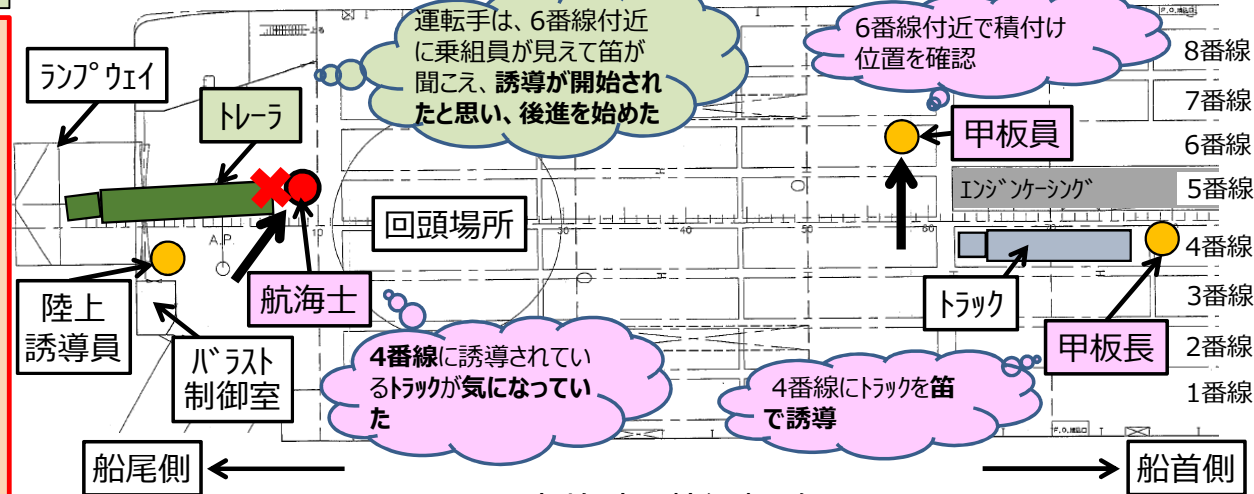 運転手は、6番線付近
に乗組員が見えて笛が
聞こえ、誘導が開始され
たと思い、後進を始めた
6番線付近で積付け
位置を確認
8番線
7番線
6番線
5番線
4番線
3番線
2番線
1番線
ランプウェイ
トレーラ
甲板員
エンジンケーシング
回頭場所
A.P.
10
30
40
60
70
陸上
誘導員
バラスト
制御室
航海士
トラック
甲板長
4番線に誘導されてい
るトラックが気になってい
た
4番線にトラックを笛
で誘導
船尾側
船首側